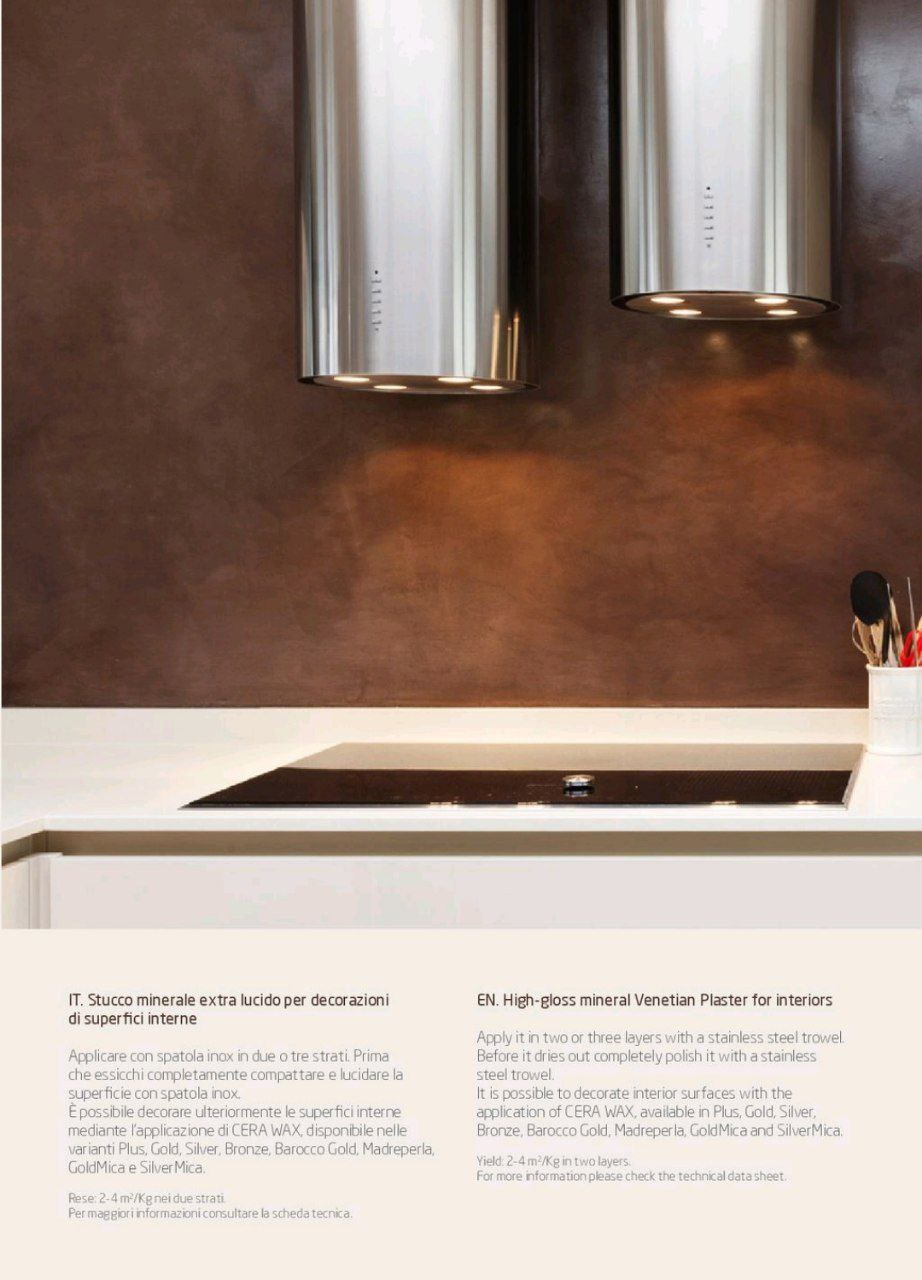 IT. Stucco minerale extra lucido per decorazioni
di superfici interne
Applicare con spatola inox in due o tre strati. Prima
che essicchi completamente compattare e lucidare la
superficie con spatola inox.
È possibile decorare ulteriormente le superfici interne
mediante l'applicazione di CERA WAX, disponibile nelle
varianti Plus, Gold, Silver, Bronze, Barocco Gold, Madreperla,
GoldMica e SilverMica.
Rese: 2-4 m²/Kg nei due strati.
Per maggiori informazioni consultare la scheda tecnica.
EN. High-gloss mineral Venetian Plaster for interiors
Apply it in two or three layers with a stainless steel trowel.
Before it dries out completely polish it with a stainless
steel trowel.
It is possible to decorate interior surfaces with the
application of CERA WAX, available in Plus, Gold, Silver,
Bronze, Barocco Gold, Madreperla, GoldMica and SilverMica.
Yield: 2-4 m²/Kg in two layers.
For more information please check the technical data sheet.